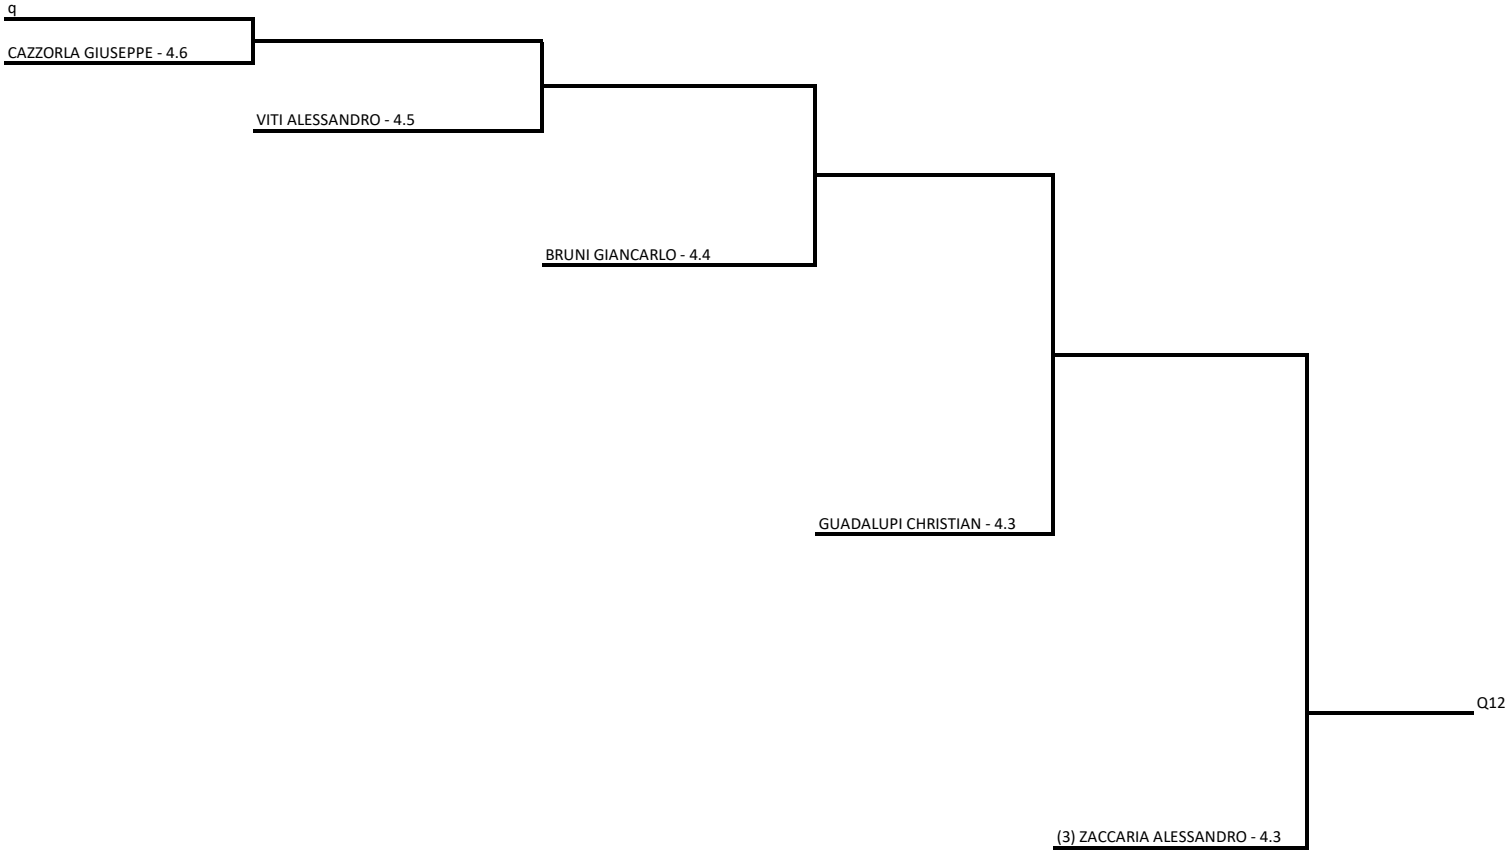 q
CAZZORLA GIUSEPPE - 4.6
VITI ALESSANDRO - 4.5
BRUNI GIANCARLO - 4.4
GUADALUPI CHRISTIAN - 4.3
Q12
(3) ZACCARIA ALESSANDRO - 4.3